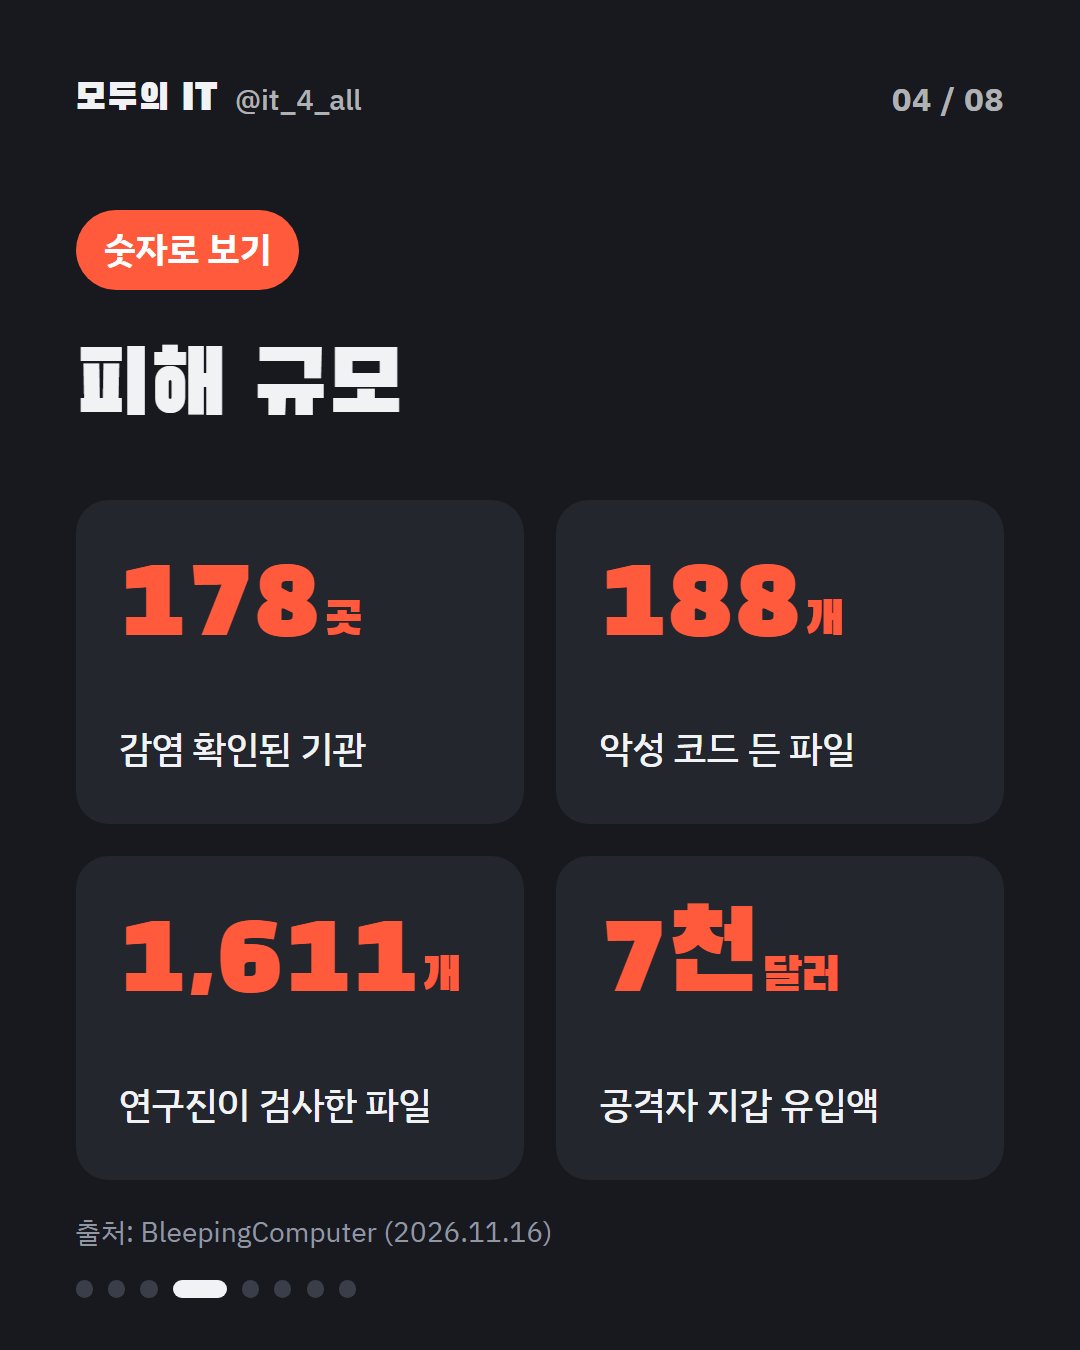 모두의 IT @it_4_all 04 / 08
숫자로 보기
피해 규모
178곳
감염 확인된 기관
188개
악성 코드 든 파일
1,611개
연구진이 검사한 파일
7천달러
공격자 지갑 유입액
출처: BleepingComputer (2026.11.16)